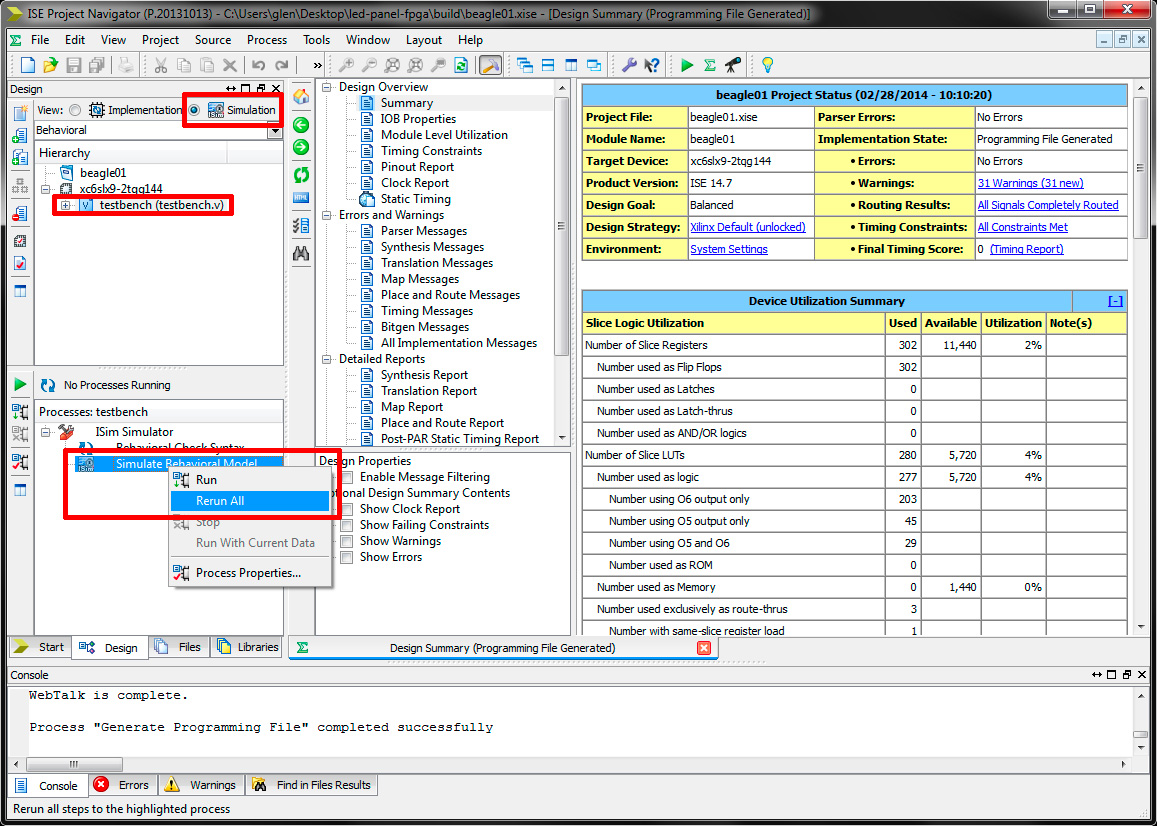 ISE Project Navigator (P.20131013) - C:\Users\glen\Desktop\led-panel-fpga\build\beagle01.xise - [Design Summary (Programming File Generated)]
File Edit View Project Source Process Tools Window Layout Help
Design
View: Implementation Simulation
Behavioral
Hierarchy
beagle01
xc6slx9-2tqg144
testbench (testbench.v)
No Processes Running
Processes: testbench
ISim Simulator
Behavioral Check Syntax
Simulate Behavioral Model
Run
Rerun All
Stop
Run With Current Data
Process Properties...
Start Design Files Libraries
Design Overview
Summary
IOB Properties
Module Level Utilization
Timing Constraints
Pinout Report
Clock Report
Static Timing
Errors and Warnings
Parser Messages
Synthesis Messages
Translation Messages
Map Messages
Place and Route Messages
Timing Messages
Bitgen Messages
All Implementation Messages
Detailed Reports
Synthesis Report
Translation Report
Map Report
Place and Route Report
Post-PAR Static Timing Report
Design Properties
Enable Message Filtering
Design Summary Contents
Show Clock Report
Show Failing Constraints
Show Warnings
Show Errors
beagle01 Project Status (02/28/2014 - 10:10:20)
Project File: beagle01.xise Parser Errors: No Errors
Module Name: beagle01 Implementation State: Programming File Generated
Target Device: xc6slx9-2tqg144 • Errors: No Errors
Product Version: ISE 14.7 • Warnings: 31 Warnings (31 new)
Design Goal: Balanced • Routing Results: All Signals Completely Routed
Design Strategy: Xilinx Default (unlocked) • Timing Constraints: All Constraints Met
Environment: System Settings • Final Timing Score: 0 (Timing Report)
Device Utilization Summary [-]
Slice Logic Utilization Used Available Utilization Note(s)
Number of Slice Registers 302 11,440 2%
Number used as Flip Flops 302
Number used as Latches 0
Number used as Latch-thrus 0
Number used as AND/OR logics 0
Number of Slice LUTs 280 5,720 4%
Number used as logic 277 5,720 4%
Number using O6 output only 203
Number using O5 output only 45
Number using O5 and O6 29
Number used as ROM 0
Number used as Memory 0 1,440 0%
Number used exclusively as route-thrus 3
Number with same-slice register load 1
Design Summary (Programming File Generated)
Console
WebTalk is complete.
Process "Generate Programming File" completed successfully
Console Errors Warnings Find in Files Results
Rerun all steps to the highlighted process